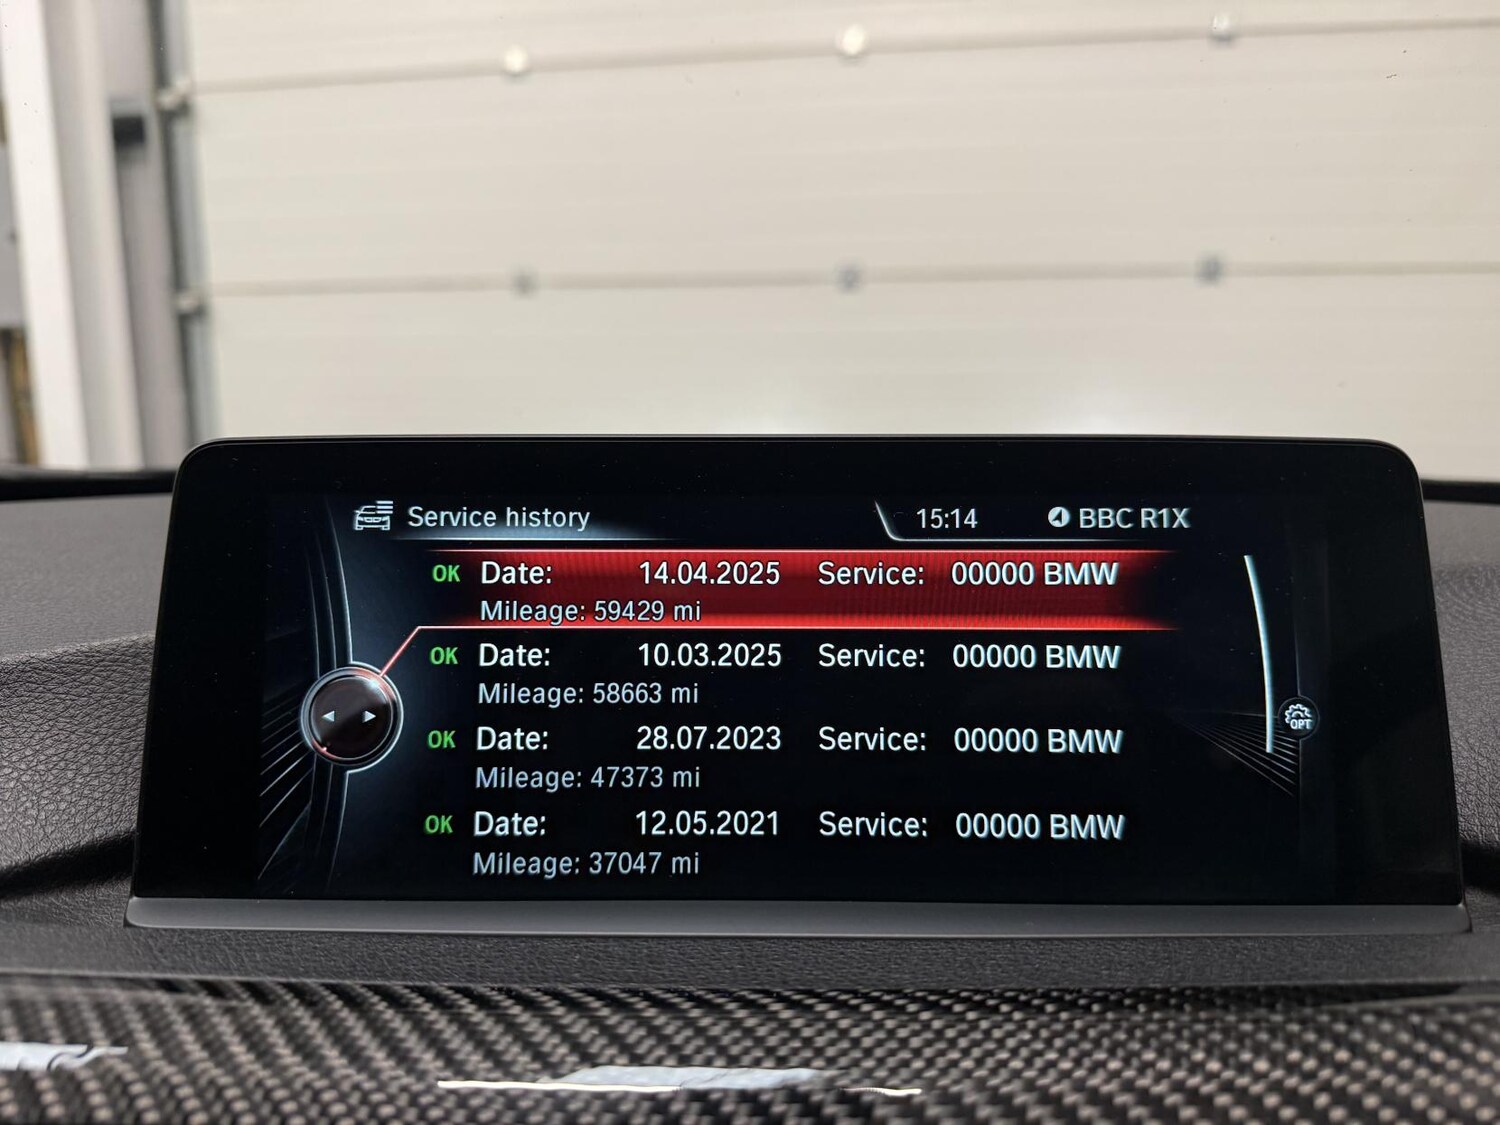 Service history 15:14 BBC R1X
OK Date: 14.04.2025 Service: 00000 BMW
Mileage: 59429 mi
OK Date: 10.03.2025 Service: 00000 BMW
Mileage: 58663 mi
OK Date: 28.07.2023 Service: 00000 BMW
Mileage: 47373 mi
OK Date: 12.05.2021 Service: 00000 BMW
Mileage: 37047 mi
OPT